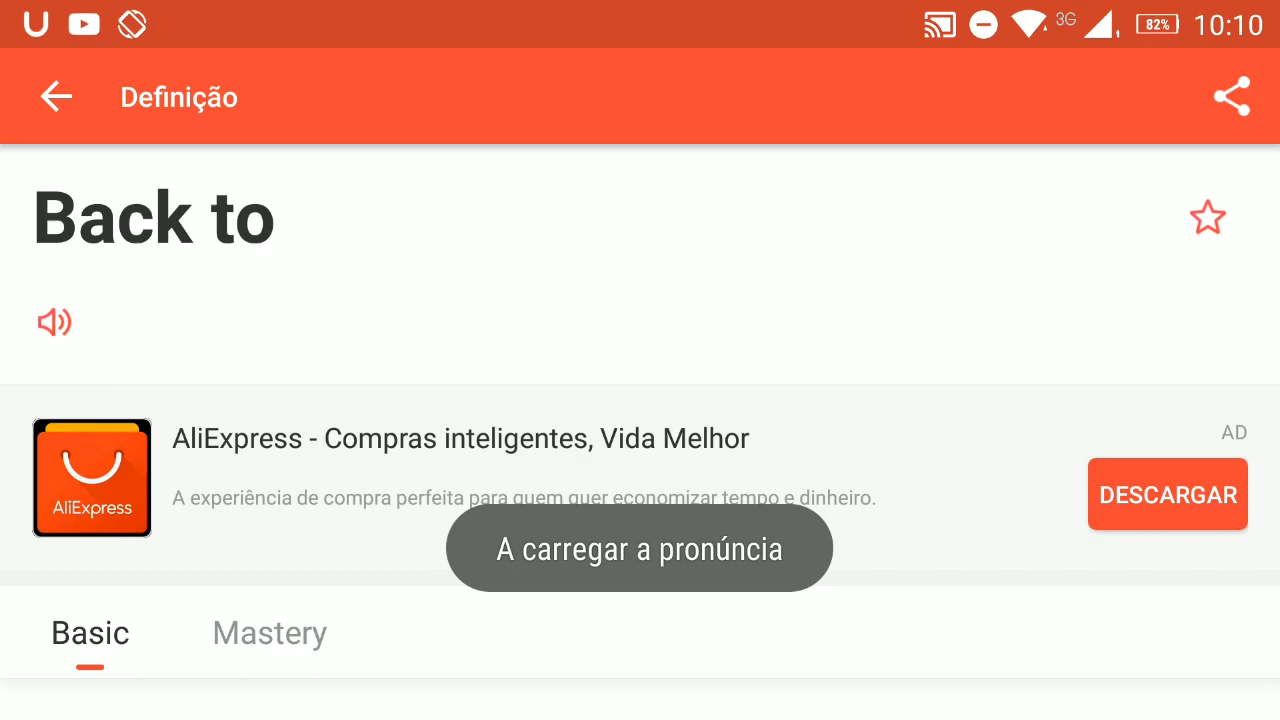 3G 82% 10:10
Definição
Back to
AliExpress - Compras inteligentes, Vida Melhor
AD
A experiência de compra perfeita para quem quer economizar tempo e dinheiro.
DESCARGAR
AliExpress
A carregar a pronúncia
Basic Mastery